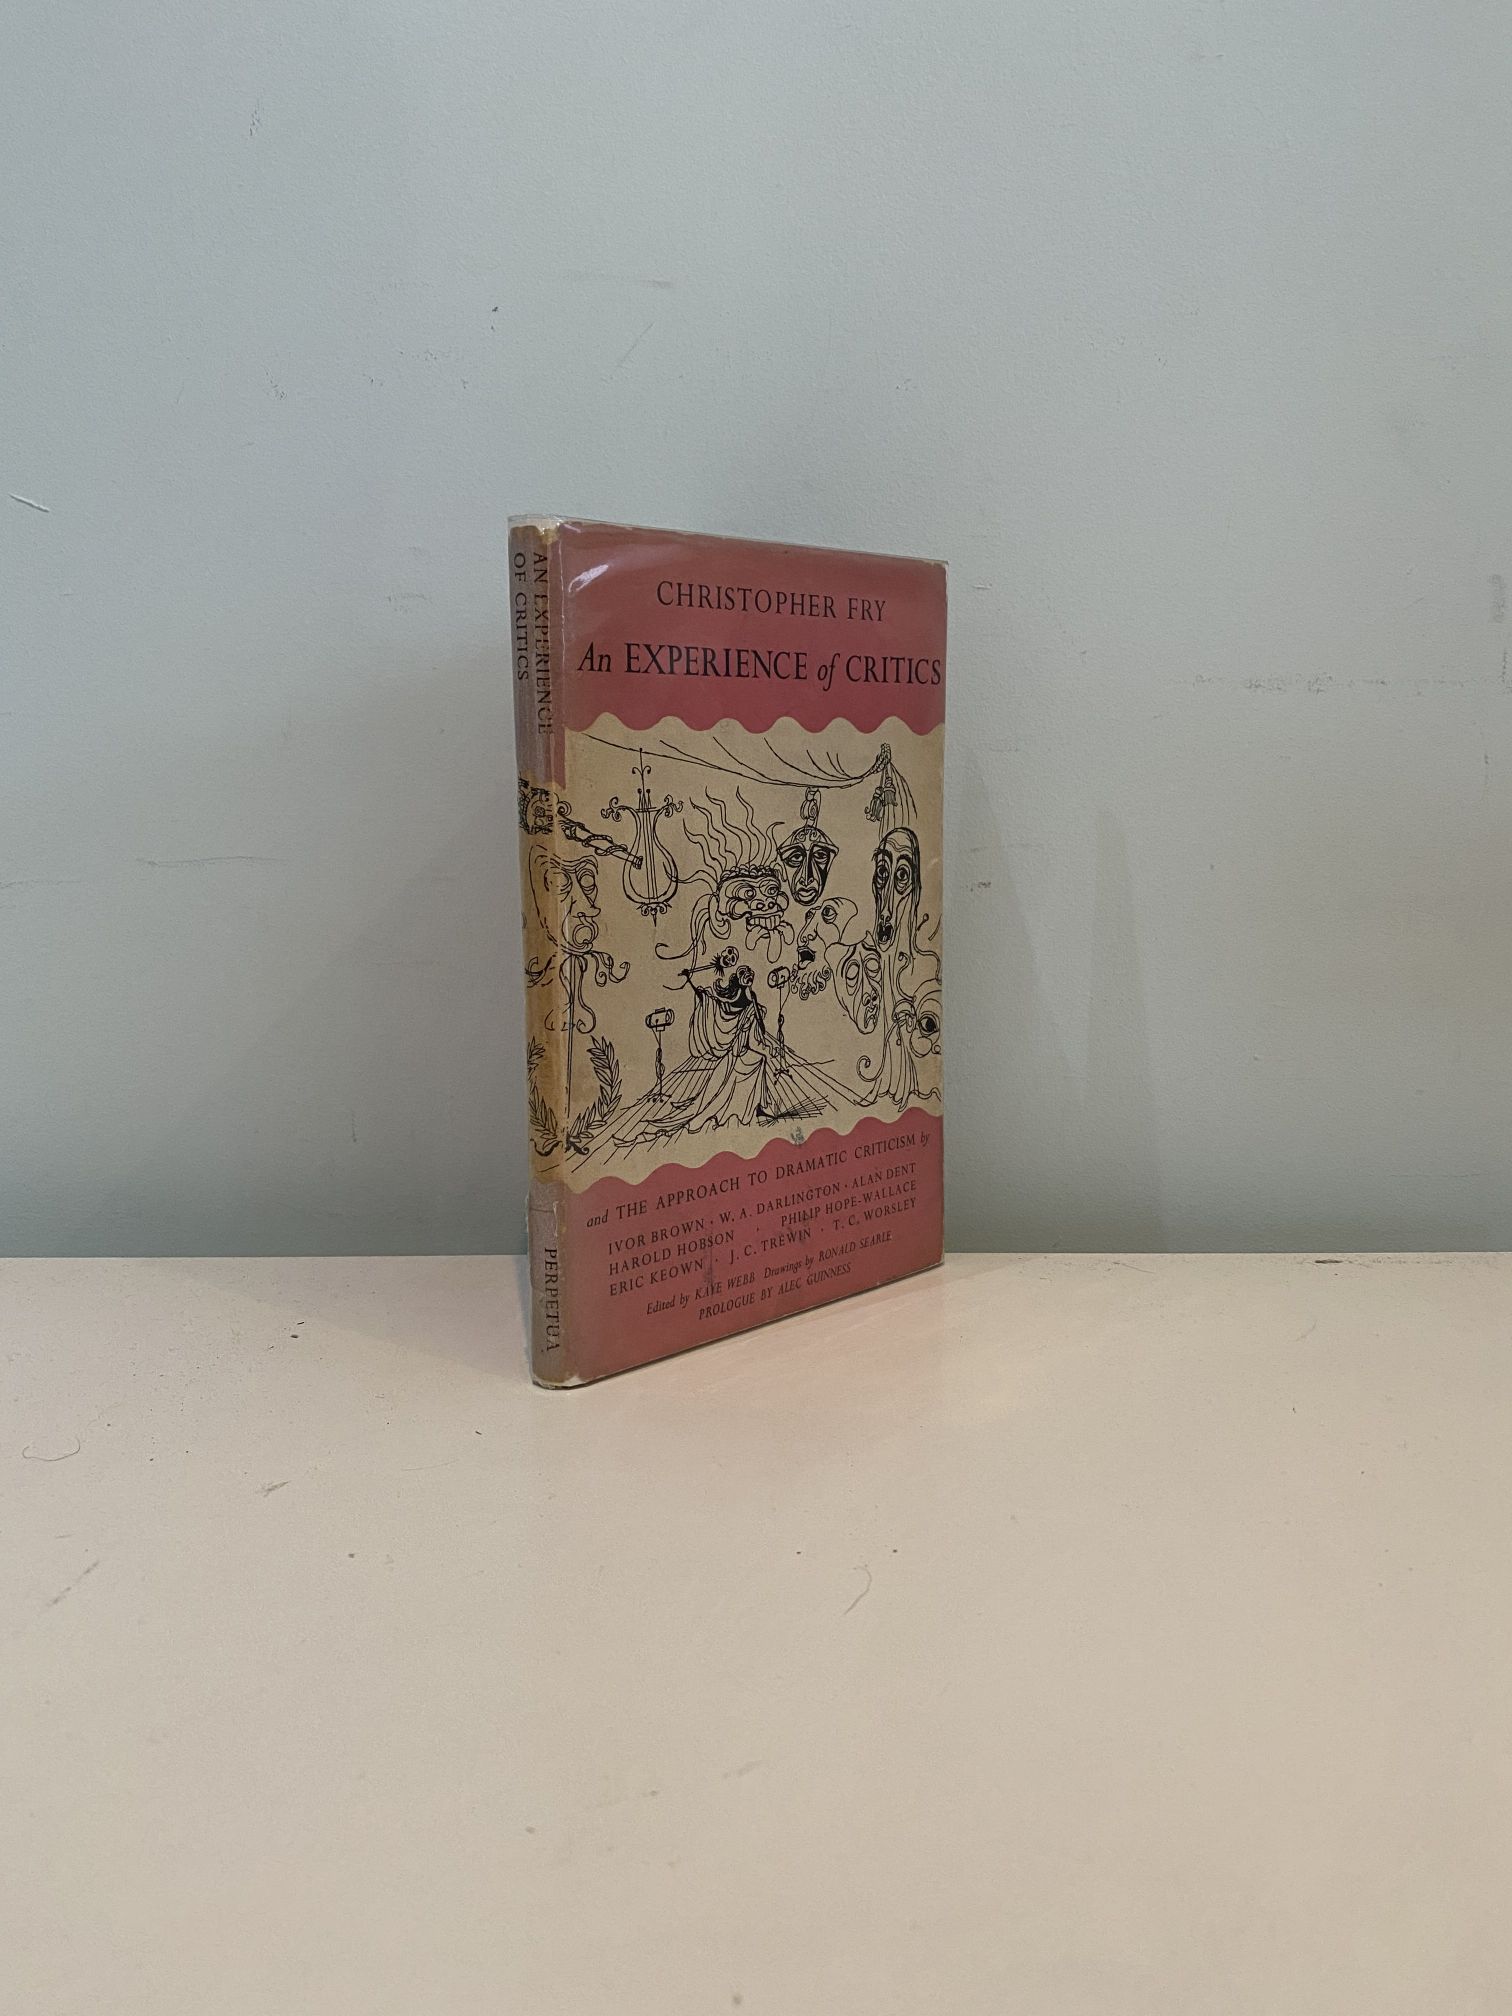 AN EXPERIENCE
OF CRITICS
PERPETUA
CHRISTOPHER FRY
An EXPERIENCE of CRITICS
and THE APPROACH TO DRAMATIC CRITICISM by
IVOR BROWN · W. A. DARLINGTON · ALAN DENT
HAROLD HOBSON · PHILIP HOPE-WALLACE
ERIC KEOWN · J. C. TREWIN · T. C. WORSLEY
Edited by KAYE WEBB Drawings by RONALD SEARLE
PROLOGUE BY ALEC GUINNESS